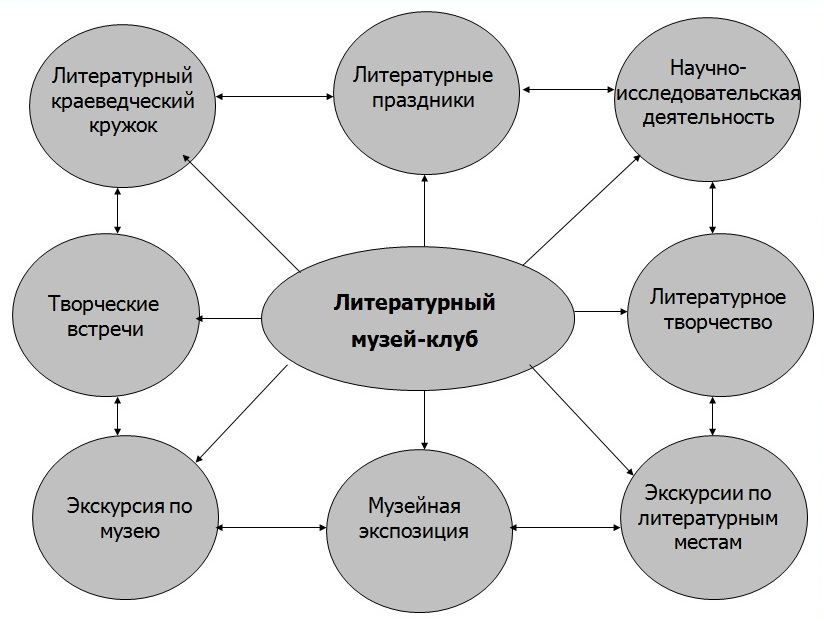 Литературный
краеведческий
кружок
Литературные
праздники
Научно-
исследовательская
деятельность
Творческие
встречи
Литературный
музей-клуб
Литературное
творчество
Экскурсия по
музею
Музейная
экспозиция
Экскурсии по
литературным
местам